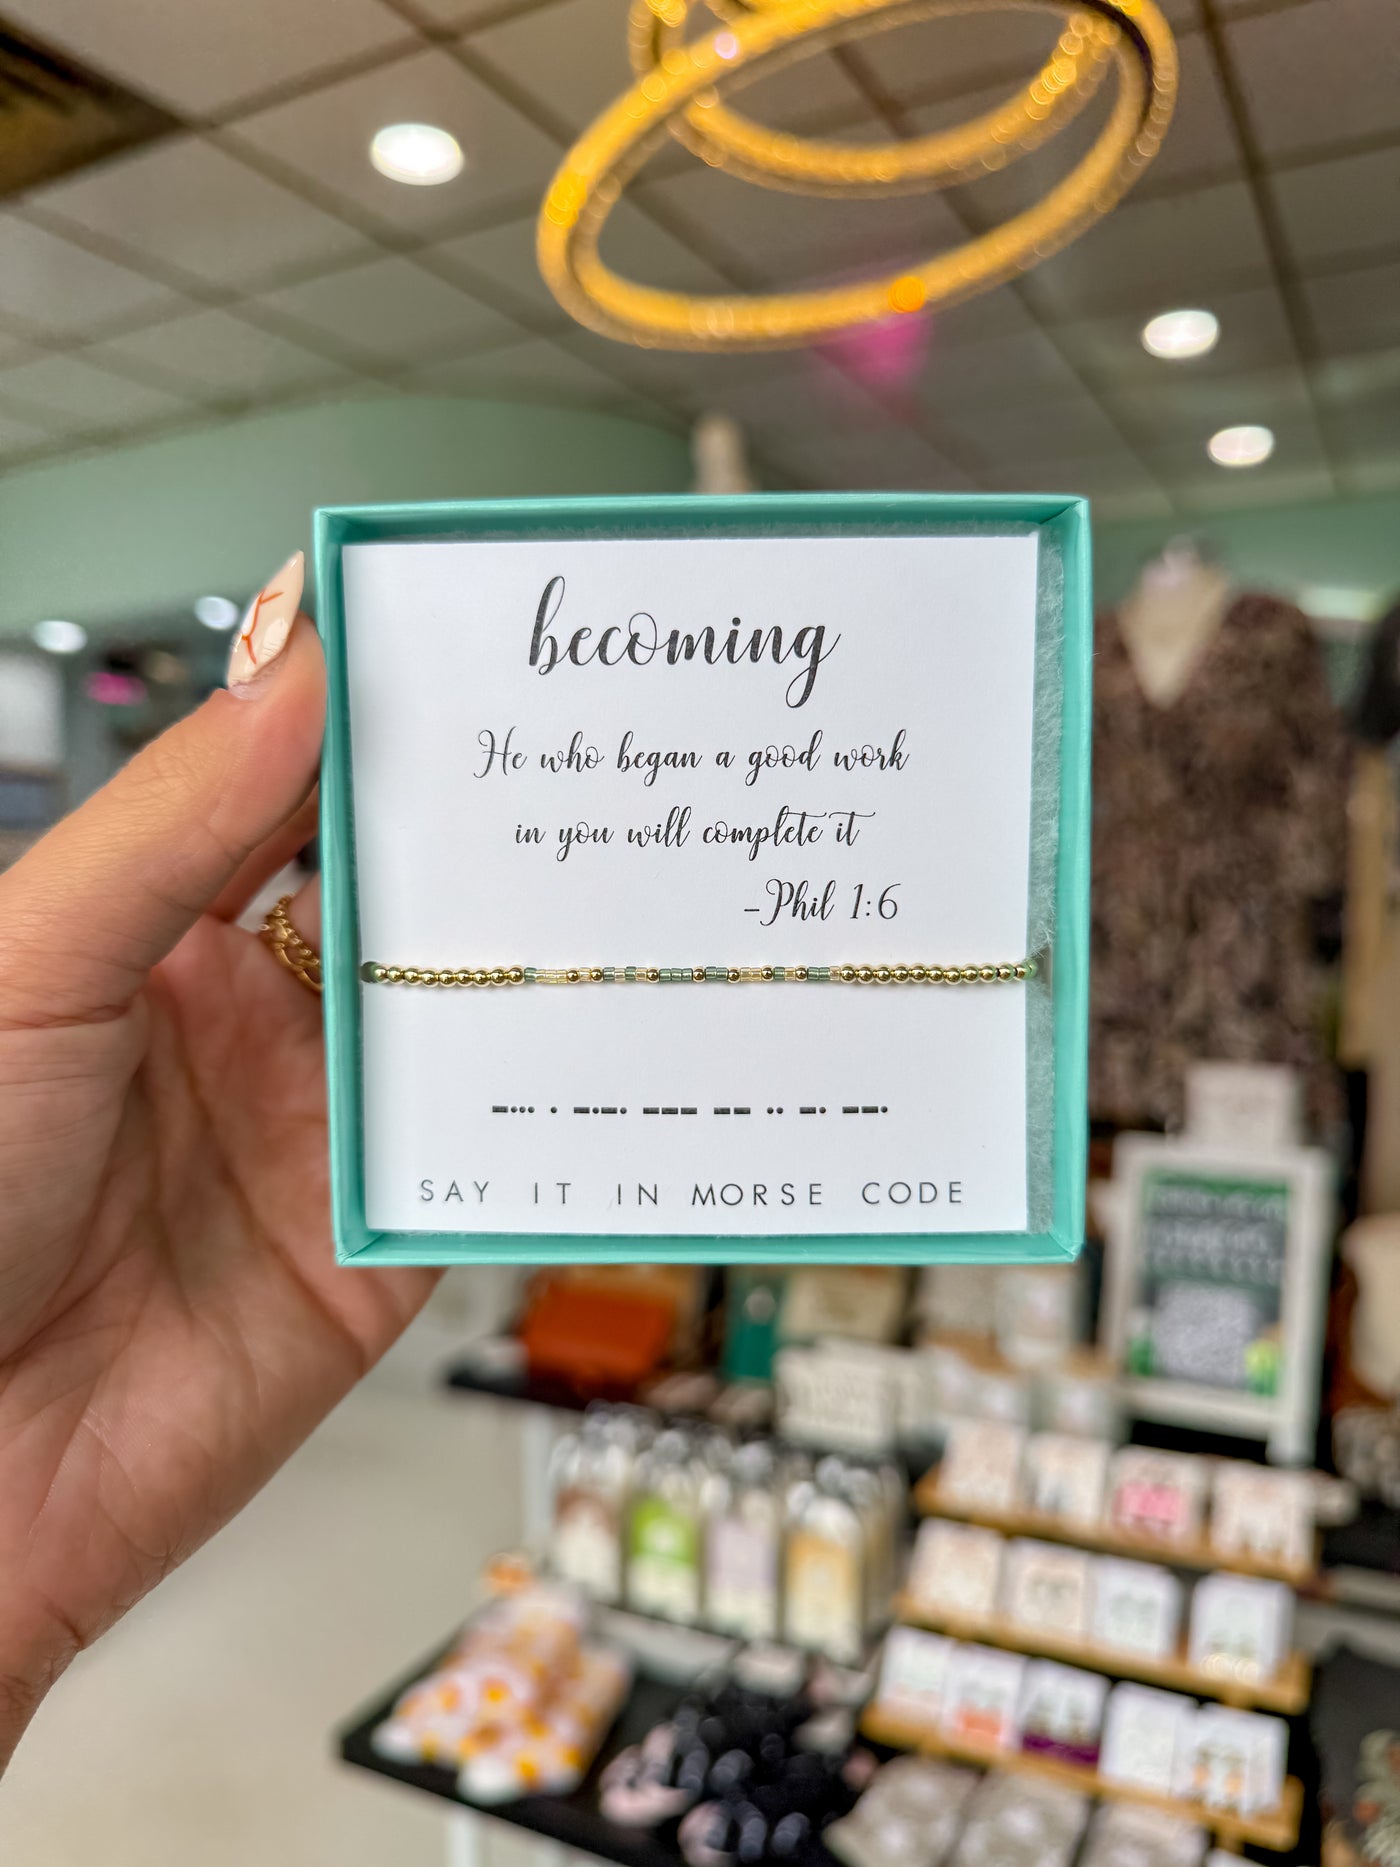 becoming
He who began a good work
in you will complete it
-Phil 1:6
-... . -.-. --- -- .. -. --.
SAY IT IN MORSE CODE